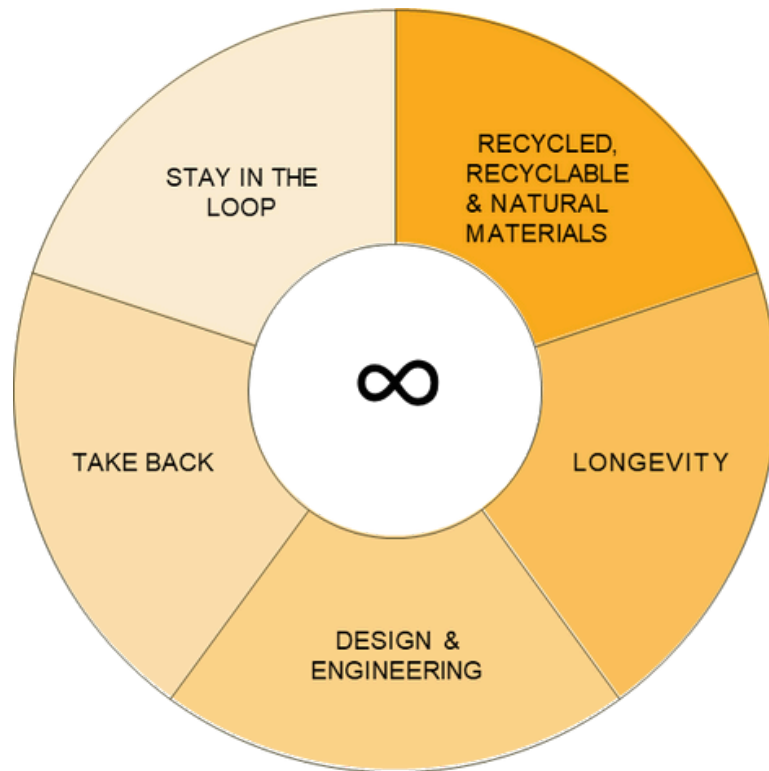 RECYCLED,
RECYCLABLE
& NATURAL
MATERIALS
LONGEVITY
DESIGN &
ENGINEERING
TAKE BACK
STAY IN THE
LOOP
∞